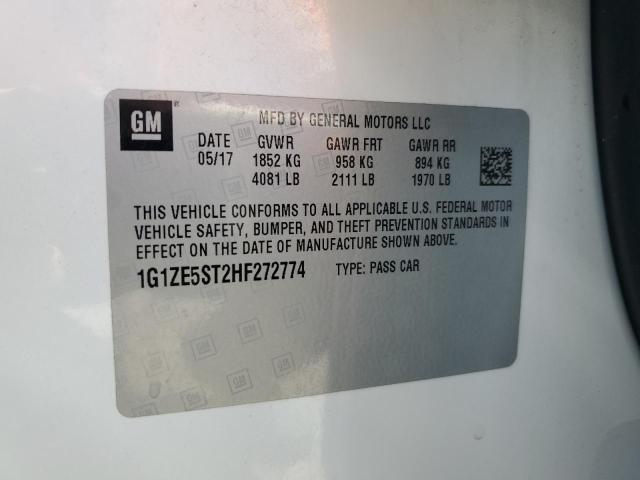 GM
MFD BY GENERAL MOTORS LLC
DATE GVWR GAWR FRT GAWR RR
05/17 1852 KG 958 KG 894 KG
4081 LB 2111 LB 1970 LB
THIS VEHICLE CONFORMS TO ALL APPLICABLE U.S. FEDERAL MOTOR
VEHICLE SAFETY, BUMPER, AND THEFT PREVENTION STANDARDS IN
EFFECT ON THE DATE OF MANUFACTURE SHOWN ABOVE.
1G1ZE5ST2HF272774 TYPE: PASS CAR